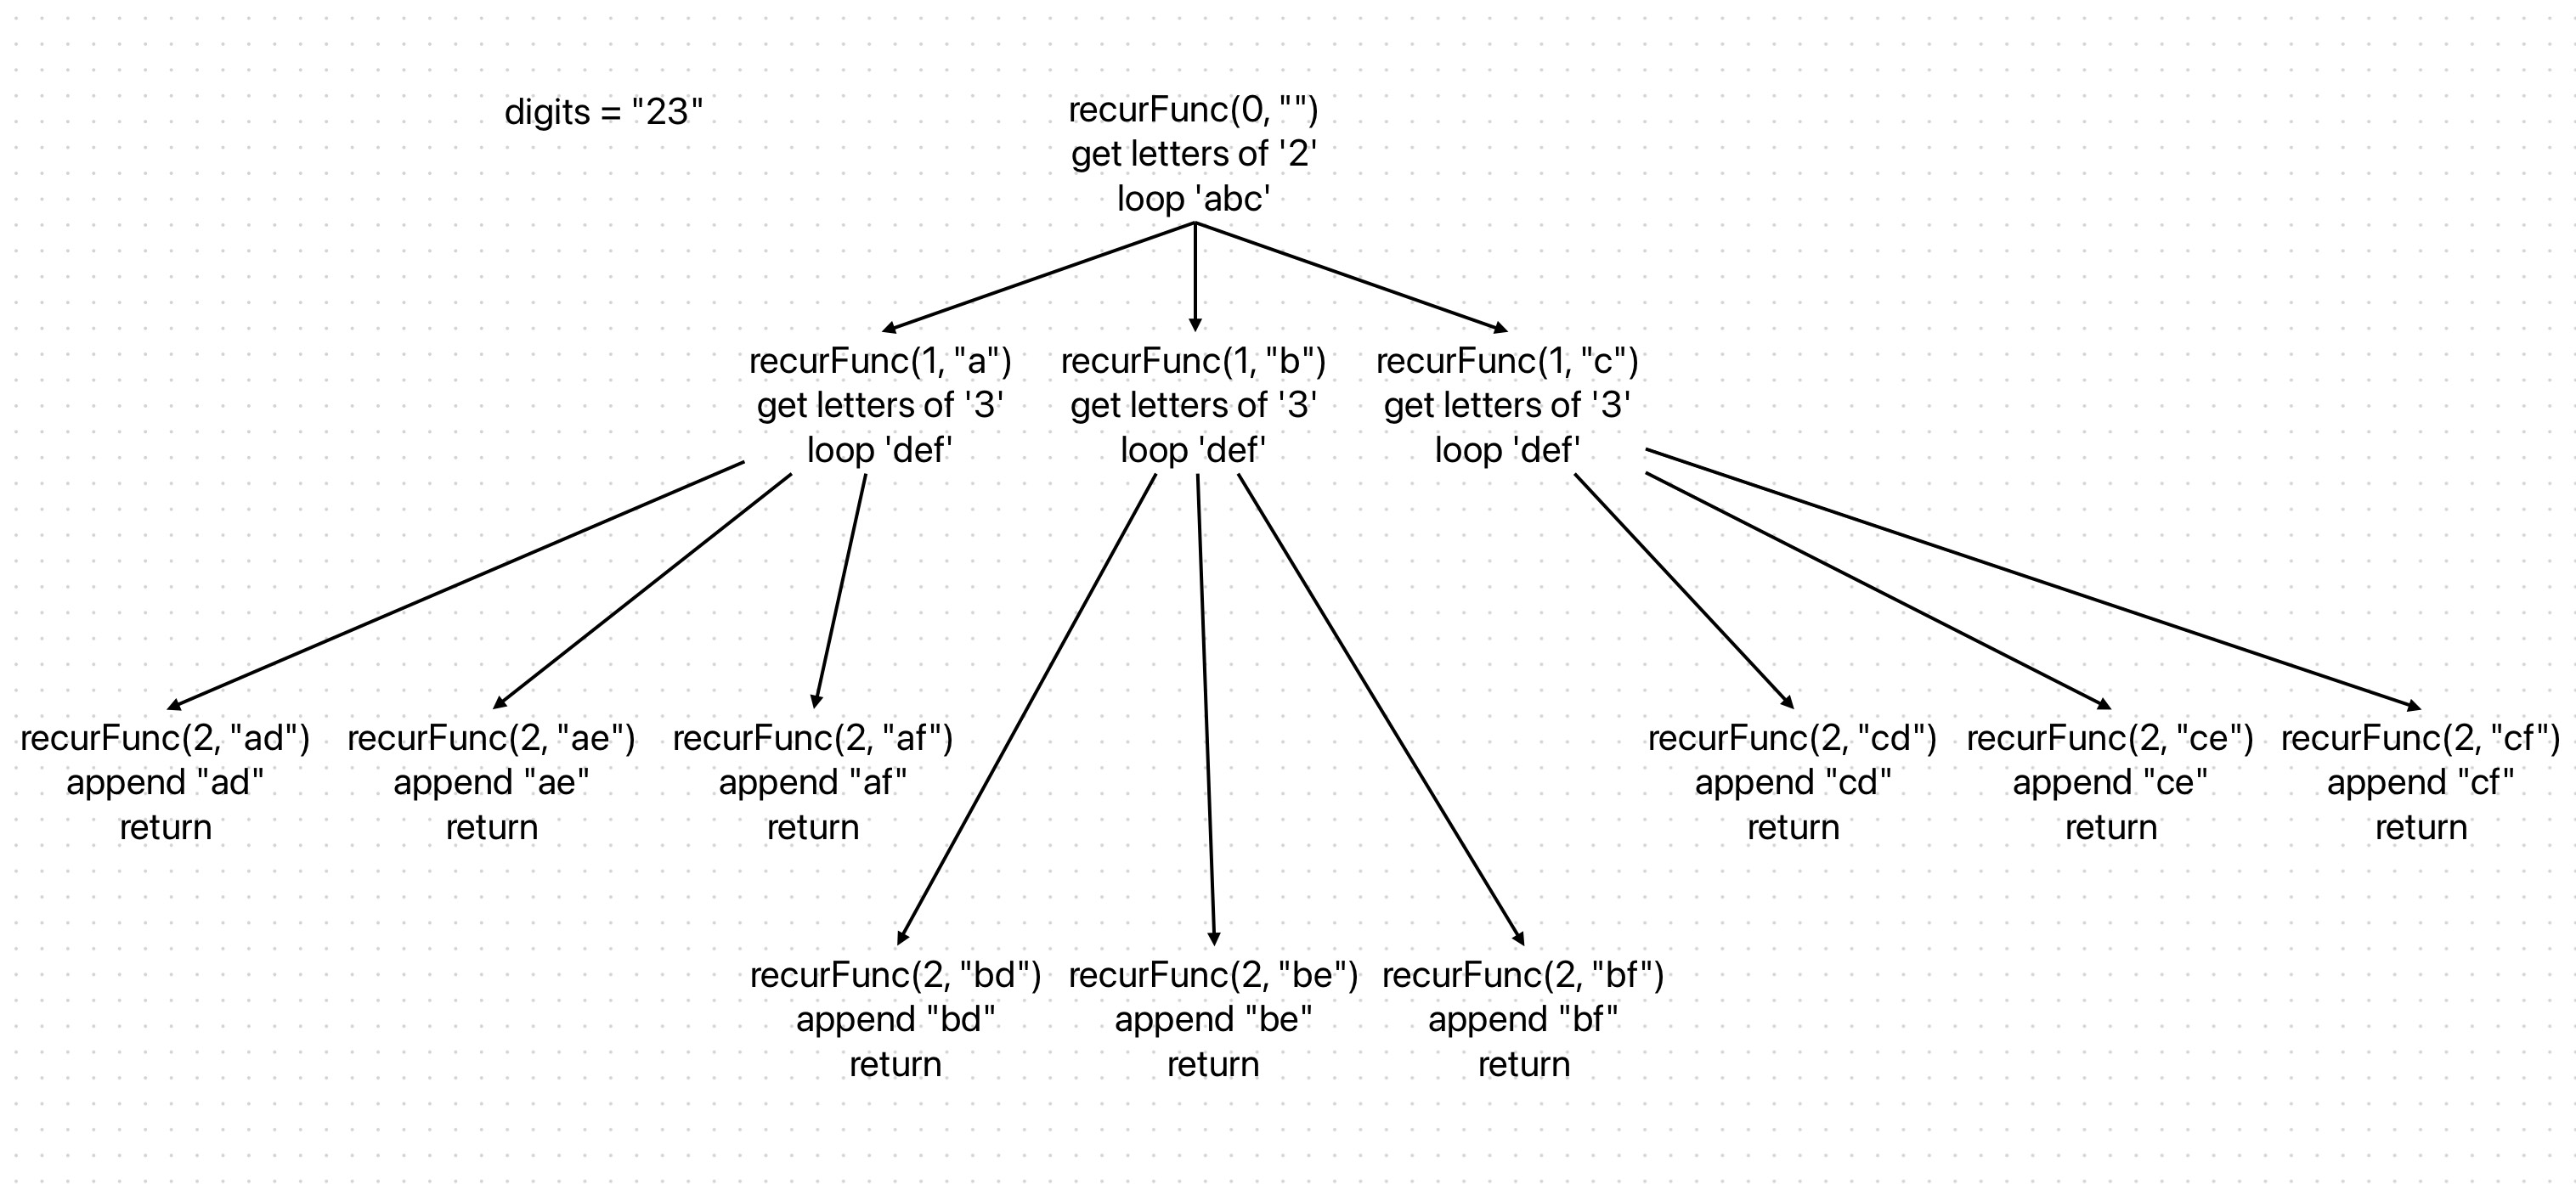 digits = "23"
recurFunc(0, "")
get letters of '2'
loop 'abc'
recurFunc(1, "a")
get letters of '3'
loop 'def'
recurFunc(1, "b")
get letters of '3'
loop 'def'
recurFunc(1, "c")
get letters of '3'
loop 'def'
recurFunc(2, "ad")
append "ad"
return
recurFunc(2, "ae")
append "ae"
return
recurFunc(2, "af")
append "af"
return
recurFunc(2, "cd")
append "cd"
return
recurFunc(2, "ce")
append "ce"
return
recurFunc(2, "cf")
append "cf"
return
recurFunc(2, "bd")
append "bd"
return
recurFunc(2, "be")
append "be"
return
recurFunc(2, "bf")
append "bf"
return